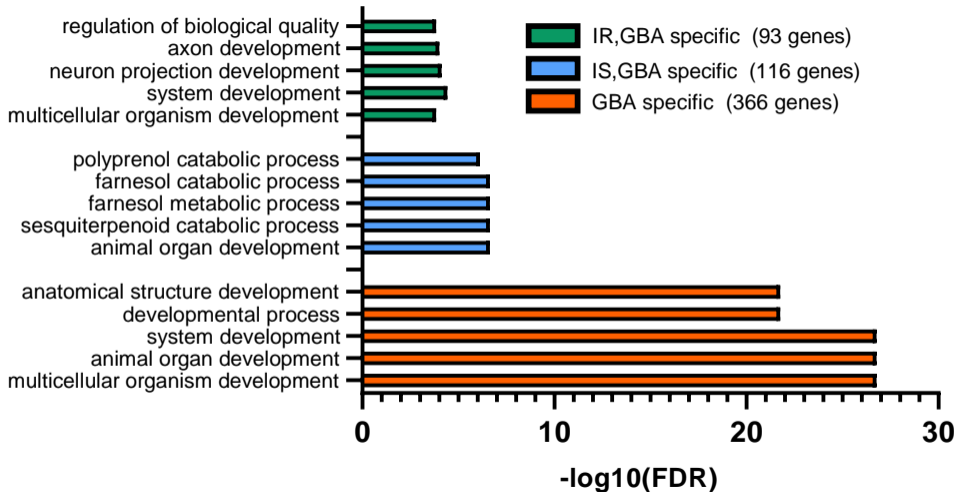 regulation of biological quality
axon development
neuron projection development
system development
multicellular organism development
IR,GBA specific (93 genes)
IS,GBA specific (116 genes)
GBA specific (366 genes)
polyprenol catabolic process
farnesol catabolic process
farnesol metabolic process
sesquiterpenoid catabolic process
animal organ development
anatomical structure development
developmental process
system development
animal organ development
multicellular organism development
0 10 20 30
-log10(FDR)